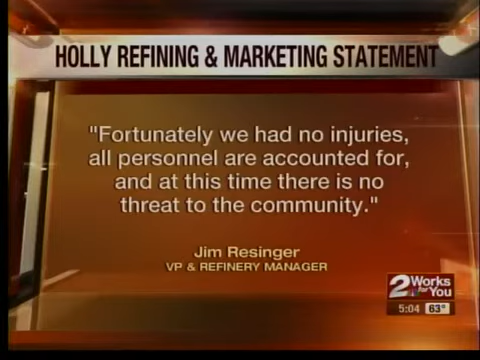 HOLLY REFINING & MARKETING STATEMENT
"Fortunately we had no injuries,
all personnel are accounted for,
and at this time there is no
threat to the community."
Jim Resinger
VP & REFINERY MANAGER
2 Works for You
5:04 63°